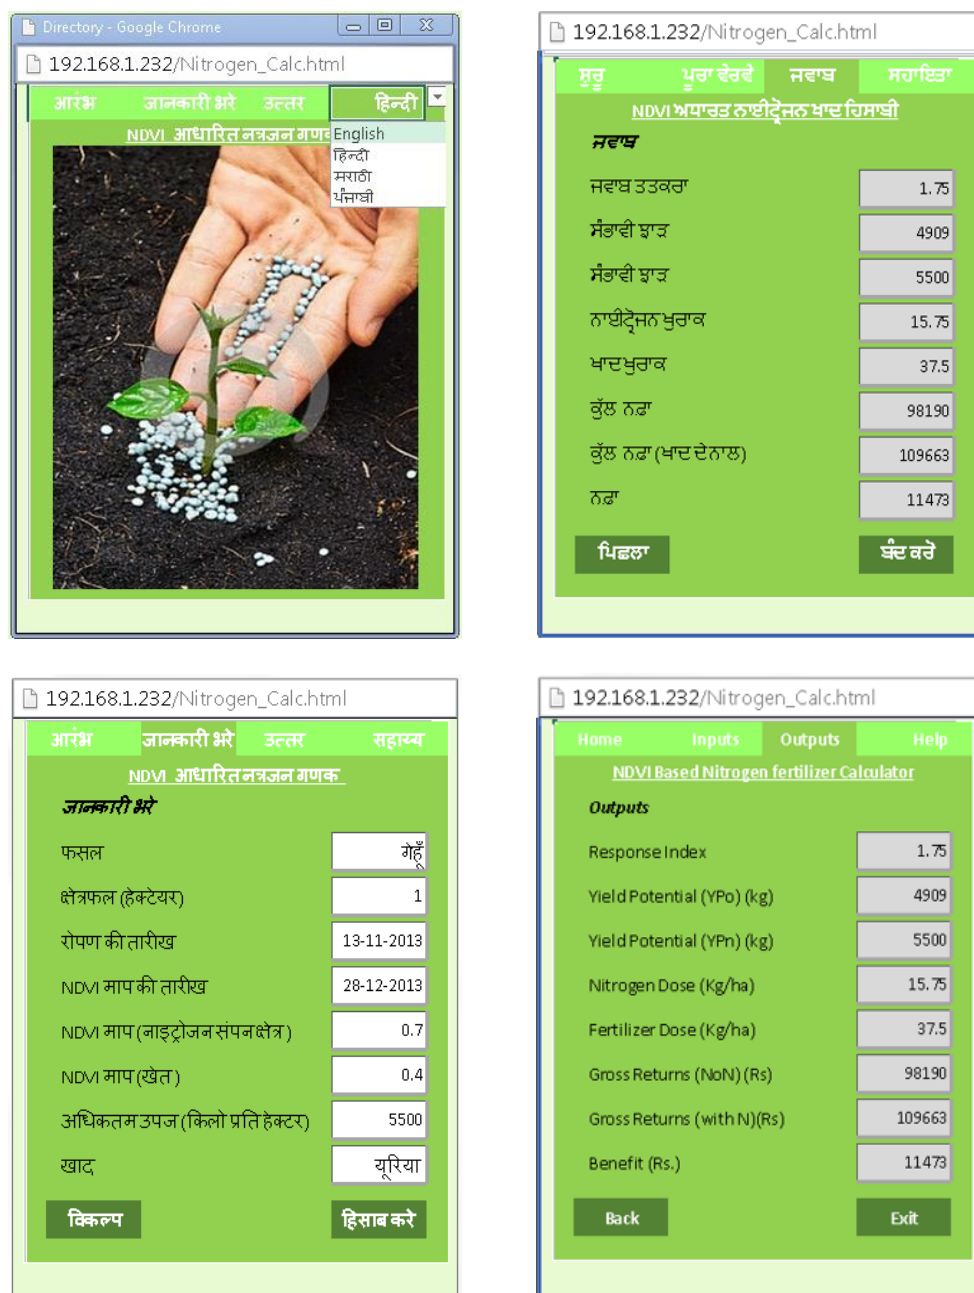 Directory - Google Chrome
192.168.1.232/Nitrogen_Calc.html
आरंभ जानकारी भरे उत्तर हिन्दी
NDVI आधारित नत्रजन गणक
English
हिन्दी
मराठी
ਪੰਜਾਬੀ
192.168.1.232/Nitrogen_Calc.html
ਸੁਰੂ ਪੂਰਾ ਵੇਰਵੇ ਜਵਾਬ ਸਹਾਇਤਾ
NDVI ਅਧਾਰਤ ਨਾਈਟ੍ਰੋਜਨ ਖਾਦ ਹਿਸਾਬੀ
ਜਵਾਬ
ਜਵਾਬ ਤਤਕਰਾ 1.75
ਸੰਭਾਵੀ ਝਾੜ 4909
ਸੰਭਾਵੀ ਝਾੜ 5500
ਨਾਈਟ੍ਰੋਜਨ ਖੁਰਾਕ 15.75
ਖਾਦ ਖੁਰਾਕ 37.5
ਕੁੱਲ ਨਫ਼ਾ 98190
ਕੁੱਲ ਨਫ਼ਾ (ਖਾਦ ਦੇ ਨਾਲ) 109663
ਨਫ਼ਾ 11473
ਪਿਛਲਾ ਬੰਦ ਕਰੋ
192.168.1.232/Nitrogen_Calc.html
आरंभ जानकारी भरे उत्तर सहाय्य
NDVI आधारित नत्रजन गणक
जानकारी भरे
फसल गेहूँ
क्षेत्रफल (हेक्टेयर) 1
रोपण की तारीख 13-11-2013
NDVI माप की तारीख 28-12-2013
NDVI माप (नाइट्रोजन संपन क्षेत्र ) 0.7
NDVI माप (खेत ) 0.4
अधिकतम उपज (किलो प्रति हेक्टर) 5500
खाद यूरिया
विकल्प हिसाब करे
192.168.1.232/Nitrogen_Calc.html
Home Inputs Outputs Help
NDVI Based Nitrogen fertilizer Calculator
Outputs
Response Index 1.75
Yield Potential (YPo) (kg) 4909
Yield Potential (YPn) (kg) 5500
Nitrogen Dose (Kg/ha) 15.75
Fertilizer Dose (Kg/ha) 37.5
Gross Returns (NoN) (Rs) 98190
Gross Returns (with N)(Rs) 109663
Benefit (Rs.) 11473
Back Exit